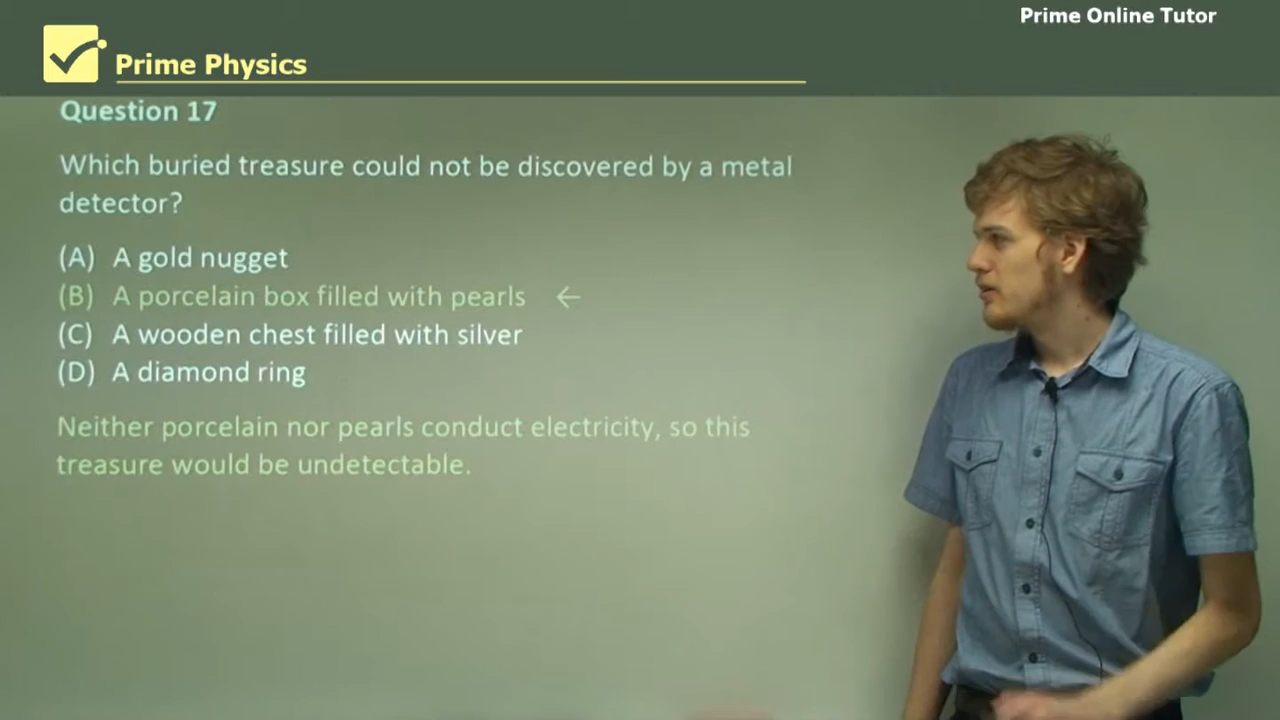 Prime Online Tutor
Prime Physics
Question 17
Which buried treasure could not be discovered by a metal
detector?
(A) A gold nugget
(B) A porcelain box filled with pearls ←
(C) A wooden chest filled with silver
(D) A diamond ring
Neither porcelain nor pearls conduct electricity, so this
treasure would be undetectable.